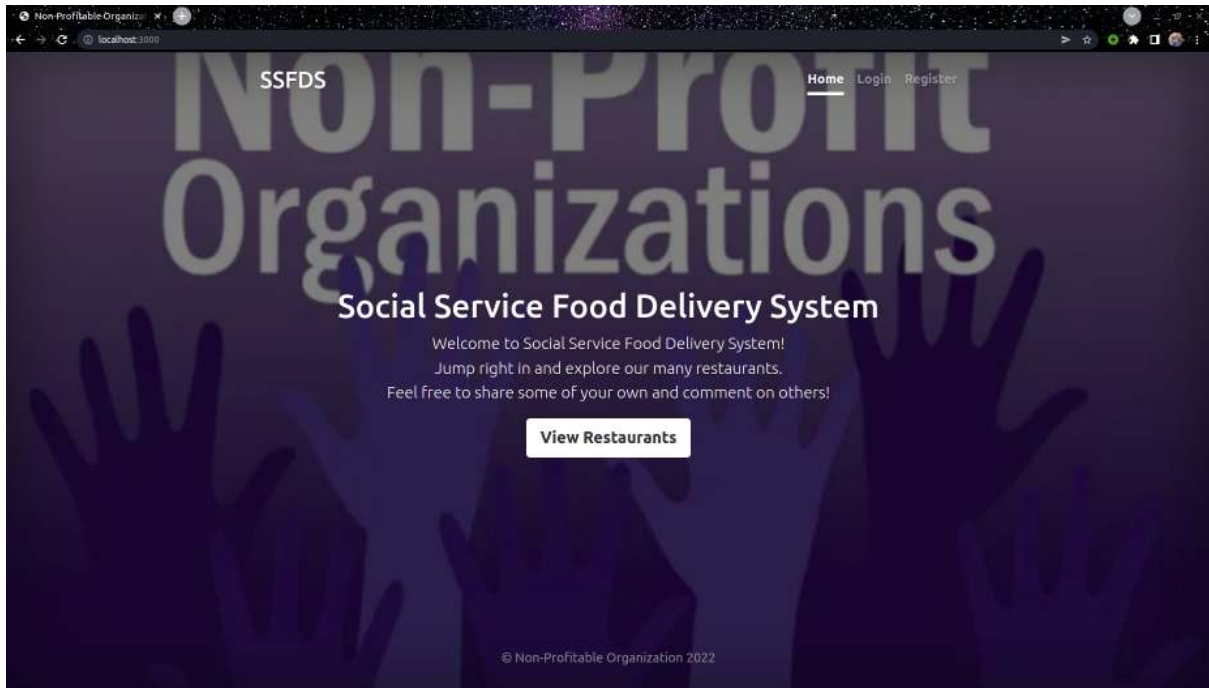 Non-Profitable Organiza
localhost:3000
SSFDS
Home Login Register
Non-Profit
Organizations
Social Service Food Delivery System
Welcome to Social Service Food Delivery System!
Jump right in and explore our many restaurants.
Feel free to share some of your own and comment on others!
View Restaurants
© Non-Profitable Organization 2022